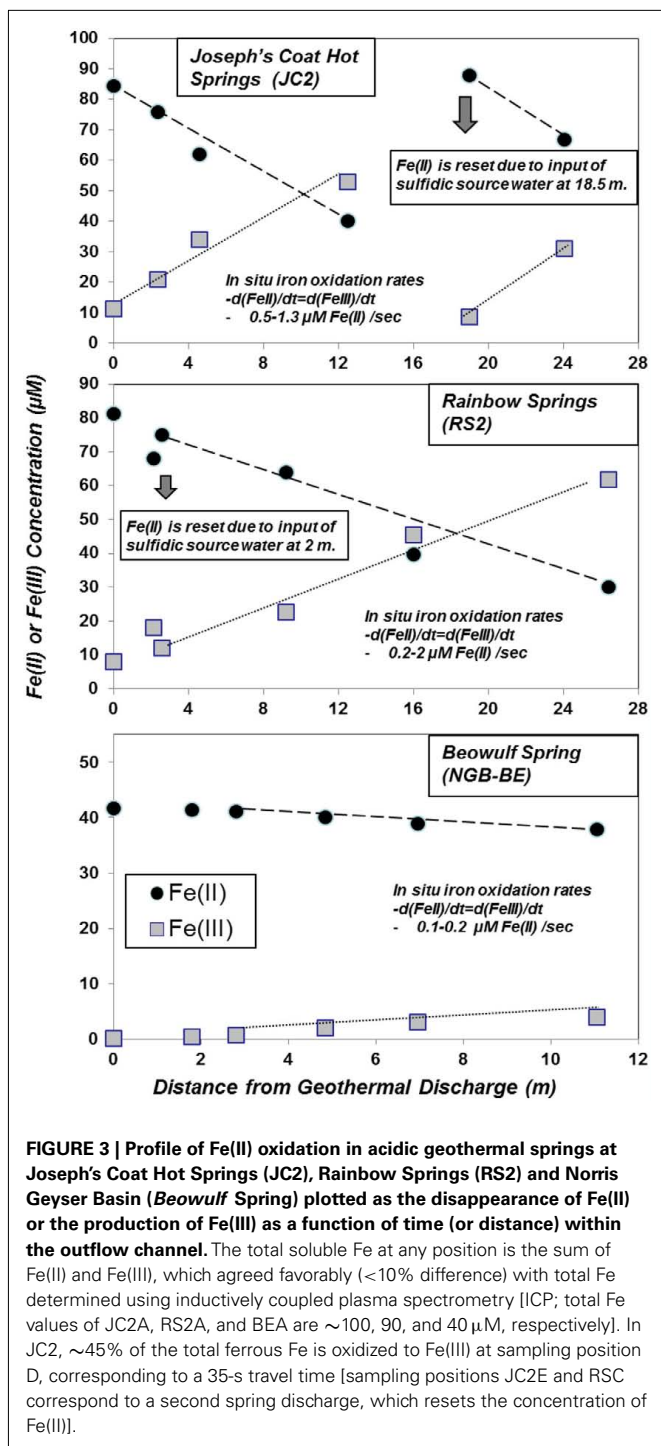 100
90
80
70
60
50
40
30
20
10
0
Joseph's Coat Hot
Springs (JC2)
Fe(II) is reset due to input of
sulfidic source water at 18.5 m.
In situ iron oxidation rates
-d(FeII)/dt=d(FeIII)/dt
- 0.5-1.3 µM Fe(II) /sec
0 4 8 12 16 20 24 28
Fe(II) or Fe(III) Concentration (µM)
90
80
70
60
50
40
30
20
10
0
Rainbow Springs
(RS2)
Fe(II) is reset due to input of
sulfidic source water at 2 m.
In situ iron oxidation rates
-d(FeII)/dt=d(FeIII)/dt
- 0.2-2 µM Fe(II) /sec
0 4 8 12 16 20 24 28
50
40
30
20
10
0
Beowulf Spring
(NGB-BE)
Fe(II)
Fe(III)
In situ iron oxidation rates
-d(FeII)/dt=d(FeIII)/dt
- 0.1-0.2 µM Fe(II) /sec
0 2 4 6 8 10 12
Distance from Geothermal Discharge (m)
FIGURE 3 | Profile of Fe(II) oxidation in acidic geothermal springs at
Joseph's Coat Hot Springs (JC2), Rainbow Springs (RS2) and Norris
Geyser Basin (Beowulf Spring) plotted as the disappearance of Fe(II)
or the production of Fe(III) as a function of time (or distance) within
the outflow channel. The total soluble Fe at any position is the sum of
Fe(II) and Fe(III), which agreed favorably (<10% difference) with total Fe
determined using inductively coupled plasma spectrometry [ICP; total Fe
values of JC2A, RS2A, and BEA are ∼100, 90, and 40 µM, respectively]. In
JC2, ∼45% of the total ferrous Fe is oxidized to Fe(III) at sampling position
D, corresponding to a 35-s travel time [sampling positions JC2E and RSC
correspond to a second spring discharge, which resets the concentration of
Fe(II)].